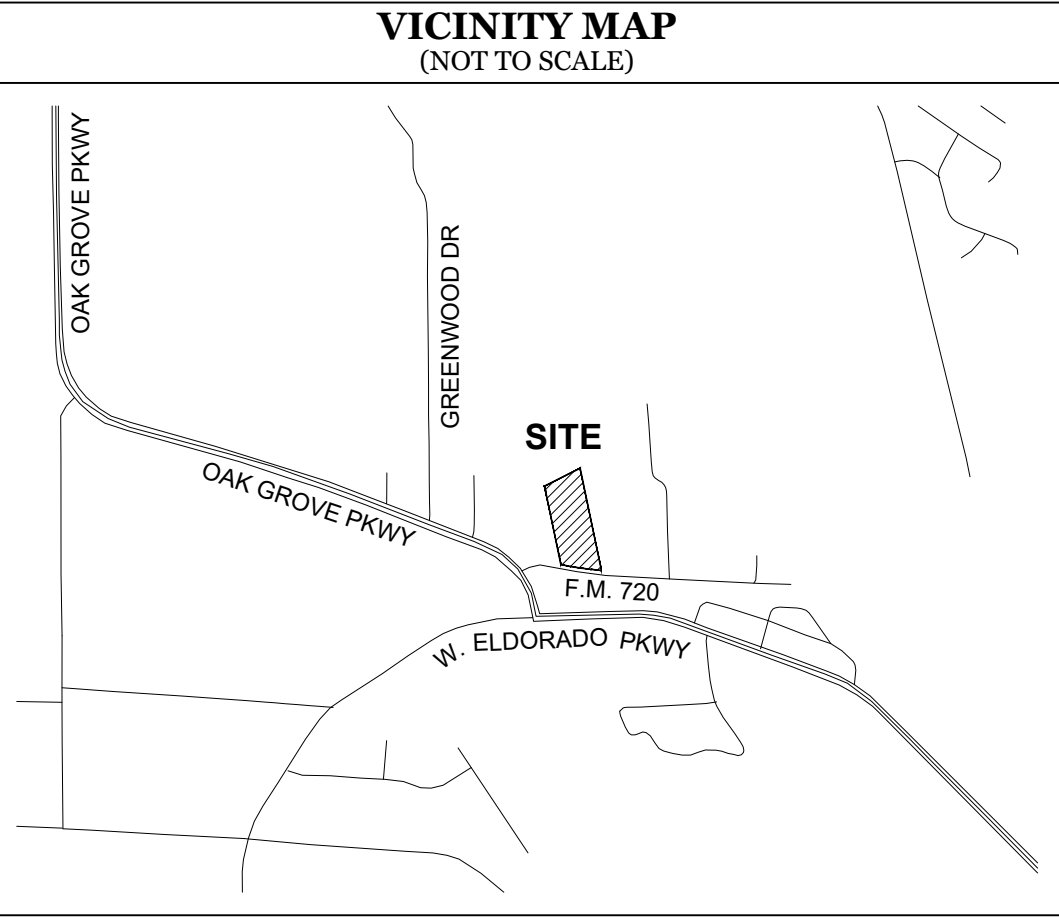 VICINITY MAP
(NOT TO SCALE)
OAK GROVE PKWY
GREENWOOD DR
SITE
OAK GROVE PKWY
F.M. 720
W. ELDORADO PKWY